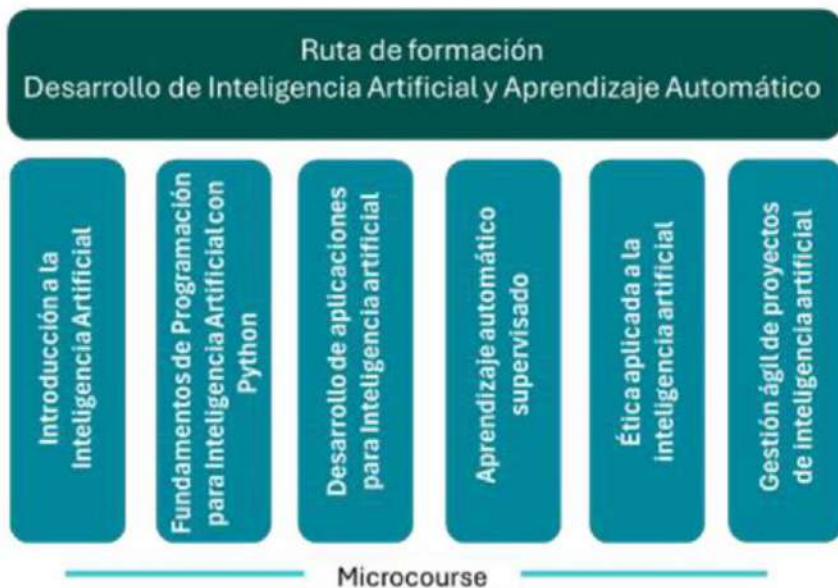 Ruta de formación
Desarrollo de Inteligencia Artificial y Aprendizaje Automático
Introducción a la
Inteligencia Artificial
Fundamentos de Programación
para Inteligencia Artificial con
Python
Desarrollo de aplicaciones
para Inteligencia artificial
Aprendizaje automático
supervisado
Ética aplicada a la
inteligencia artificial
Gestión ágil de proyectos
de inteligencia artificial
Microcourse